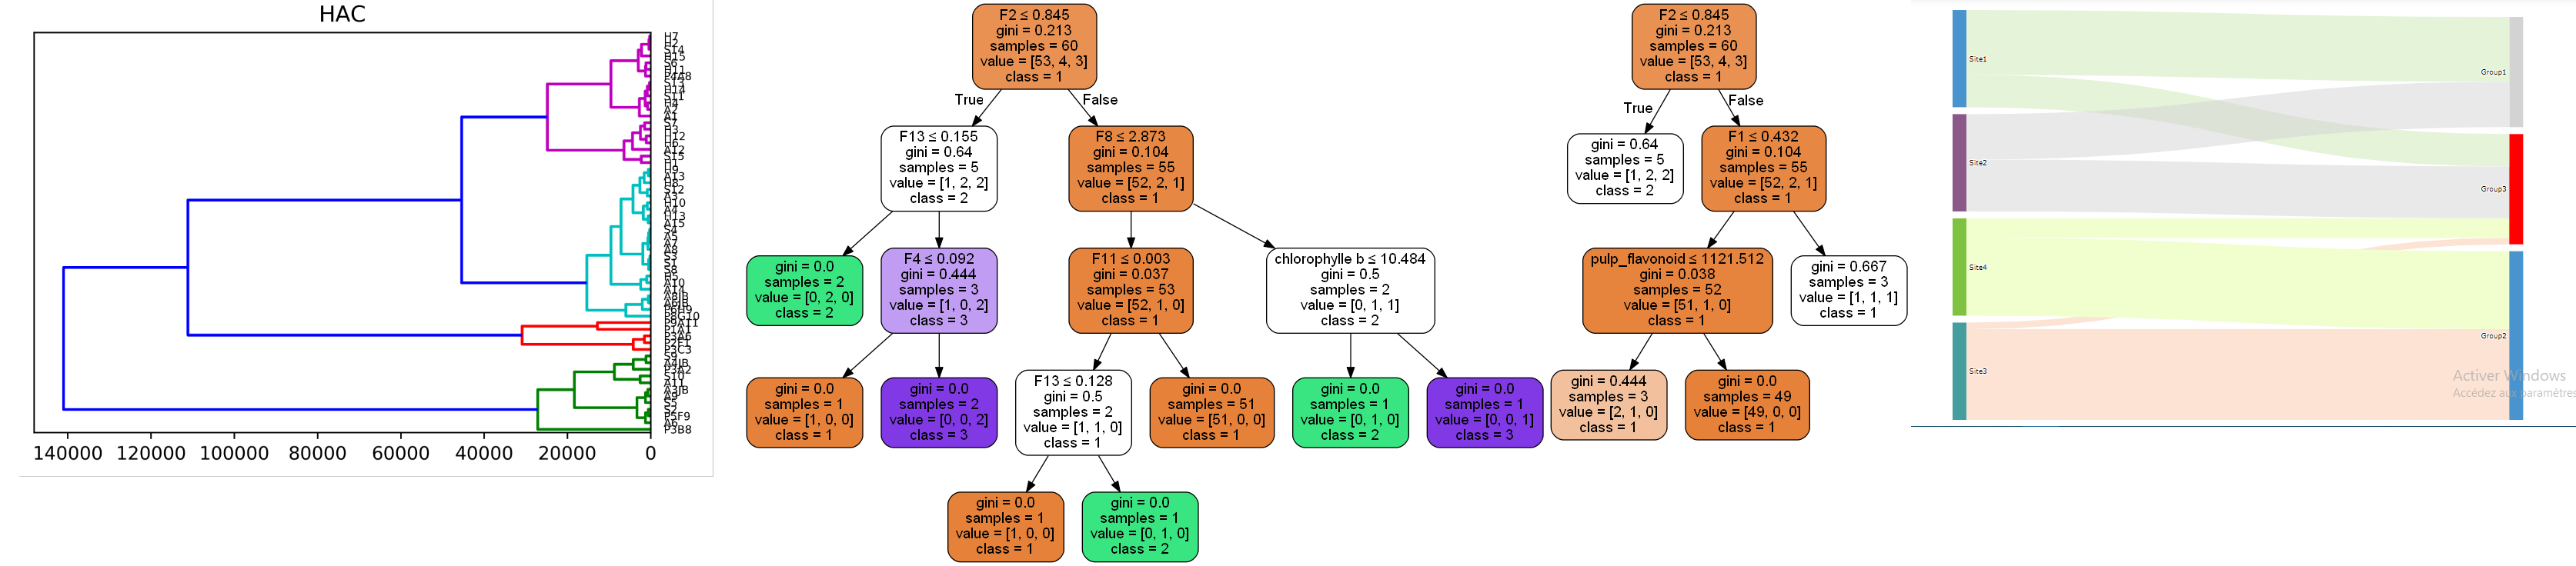 HAC
H7
H2
S14
H15
S6
H11
S13
H14
S11
H4
A2
A1
S7
H3
H12
H6
A12
S15
H1
H9
A13
H8
S12
A3
H10
A4
H13
A15
S4
A5
A7
A8
S3
S1
S8
H5
A10
A14
P8G10
P9A11
P1A1
P3A6
P2F1
P3C3
S9
P3A2
S10
A11
A9
S5
S2
P5F9
A6
P3B8
140000 120000 100000 80000 60000 40000 20000 0
F2 ≤ 0.845
gini = 0.213
samples = 60
value = [53, 4, 3]
class = 1
True
False
F13 ≤ 0.155
gini = 0.64
samples = 5
value = [1, 2, 2]
class = 2
F8 ≤ 2.873
gini = 0.104
samples = 55
value = [52, 2, 1]
class = 1
gini = 0.0
samples = 2
value = [0, 2, 0]
class = 2
F4 ≤ 0.092
gini = 0.444
samples = 3
value = [1, 0, 2]
class = 3
F11 ≤ 0.003
gini = 0.037
samples = 53
value = [52, 1, 0]
class = 1
chlorophylle b ≤ 10.484
gini = 0.5
samples = 2
value = [0, 1, 1]
class = 2
gini = 0.0
samples = 1
value = [1, 0, 0]
class = 1
gini = 0.0
samples = 2
value = [0, 0, 2]
class = 3
F13 ≤ 0.128
gini = 0.5
samples = 2
value = [1, 1, 0]
class = 1
gini = 0.0
samples = 51
value = [51, 0, 0]
class = 1
gini = 0.0
samples = 1
value = [0, 1, 0]
class = 2
gini = 0.0
samples = 1
value = [0, 0, 1]
class = 3
gini = 0.0
samples = 1
value = [1, 0, 0]
class = 1
gini = 0.0
samples = 1
value = [0, 1, 0]
class = 2
F2 ≤ 0.845
gini = 0.213
samples = 60
value = [53, 4, 3]
class = 1
True
False
gini = 0.64
samples = 5
value = [1, 2, 2]
class = 2
F1 ≤ 0.432
gini = 0.104
samples = 55
value = [52, 2, 1]
class = 1
pulp_flavonoid ≤ 1121.512
gini = 0.038
samples = 52
value = [51, 1, 0]
class = 1
gini = 0.667
samples = 3
value = [1, 1, 1]
class = 1
gini = 0.444
samples = 3
value = [2, 1, 0]
class = 1
gini = 0.0
samples = 49
value = [49, 0, 0]
class = 1
Site1
Site2
Site4
Site3
Group1
Group3
Group2
Activer Windows
Accédez aux paramètres